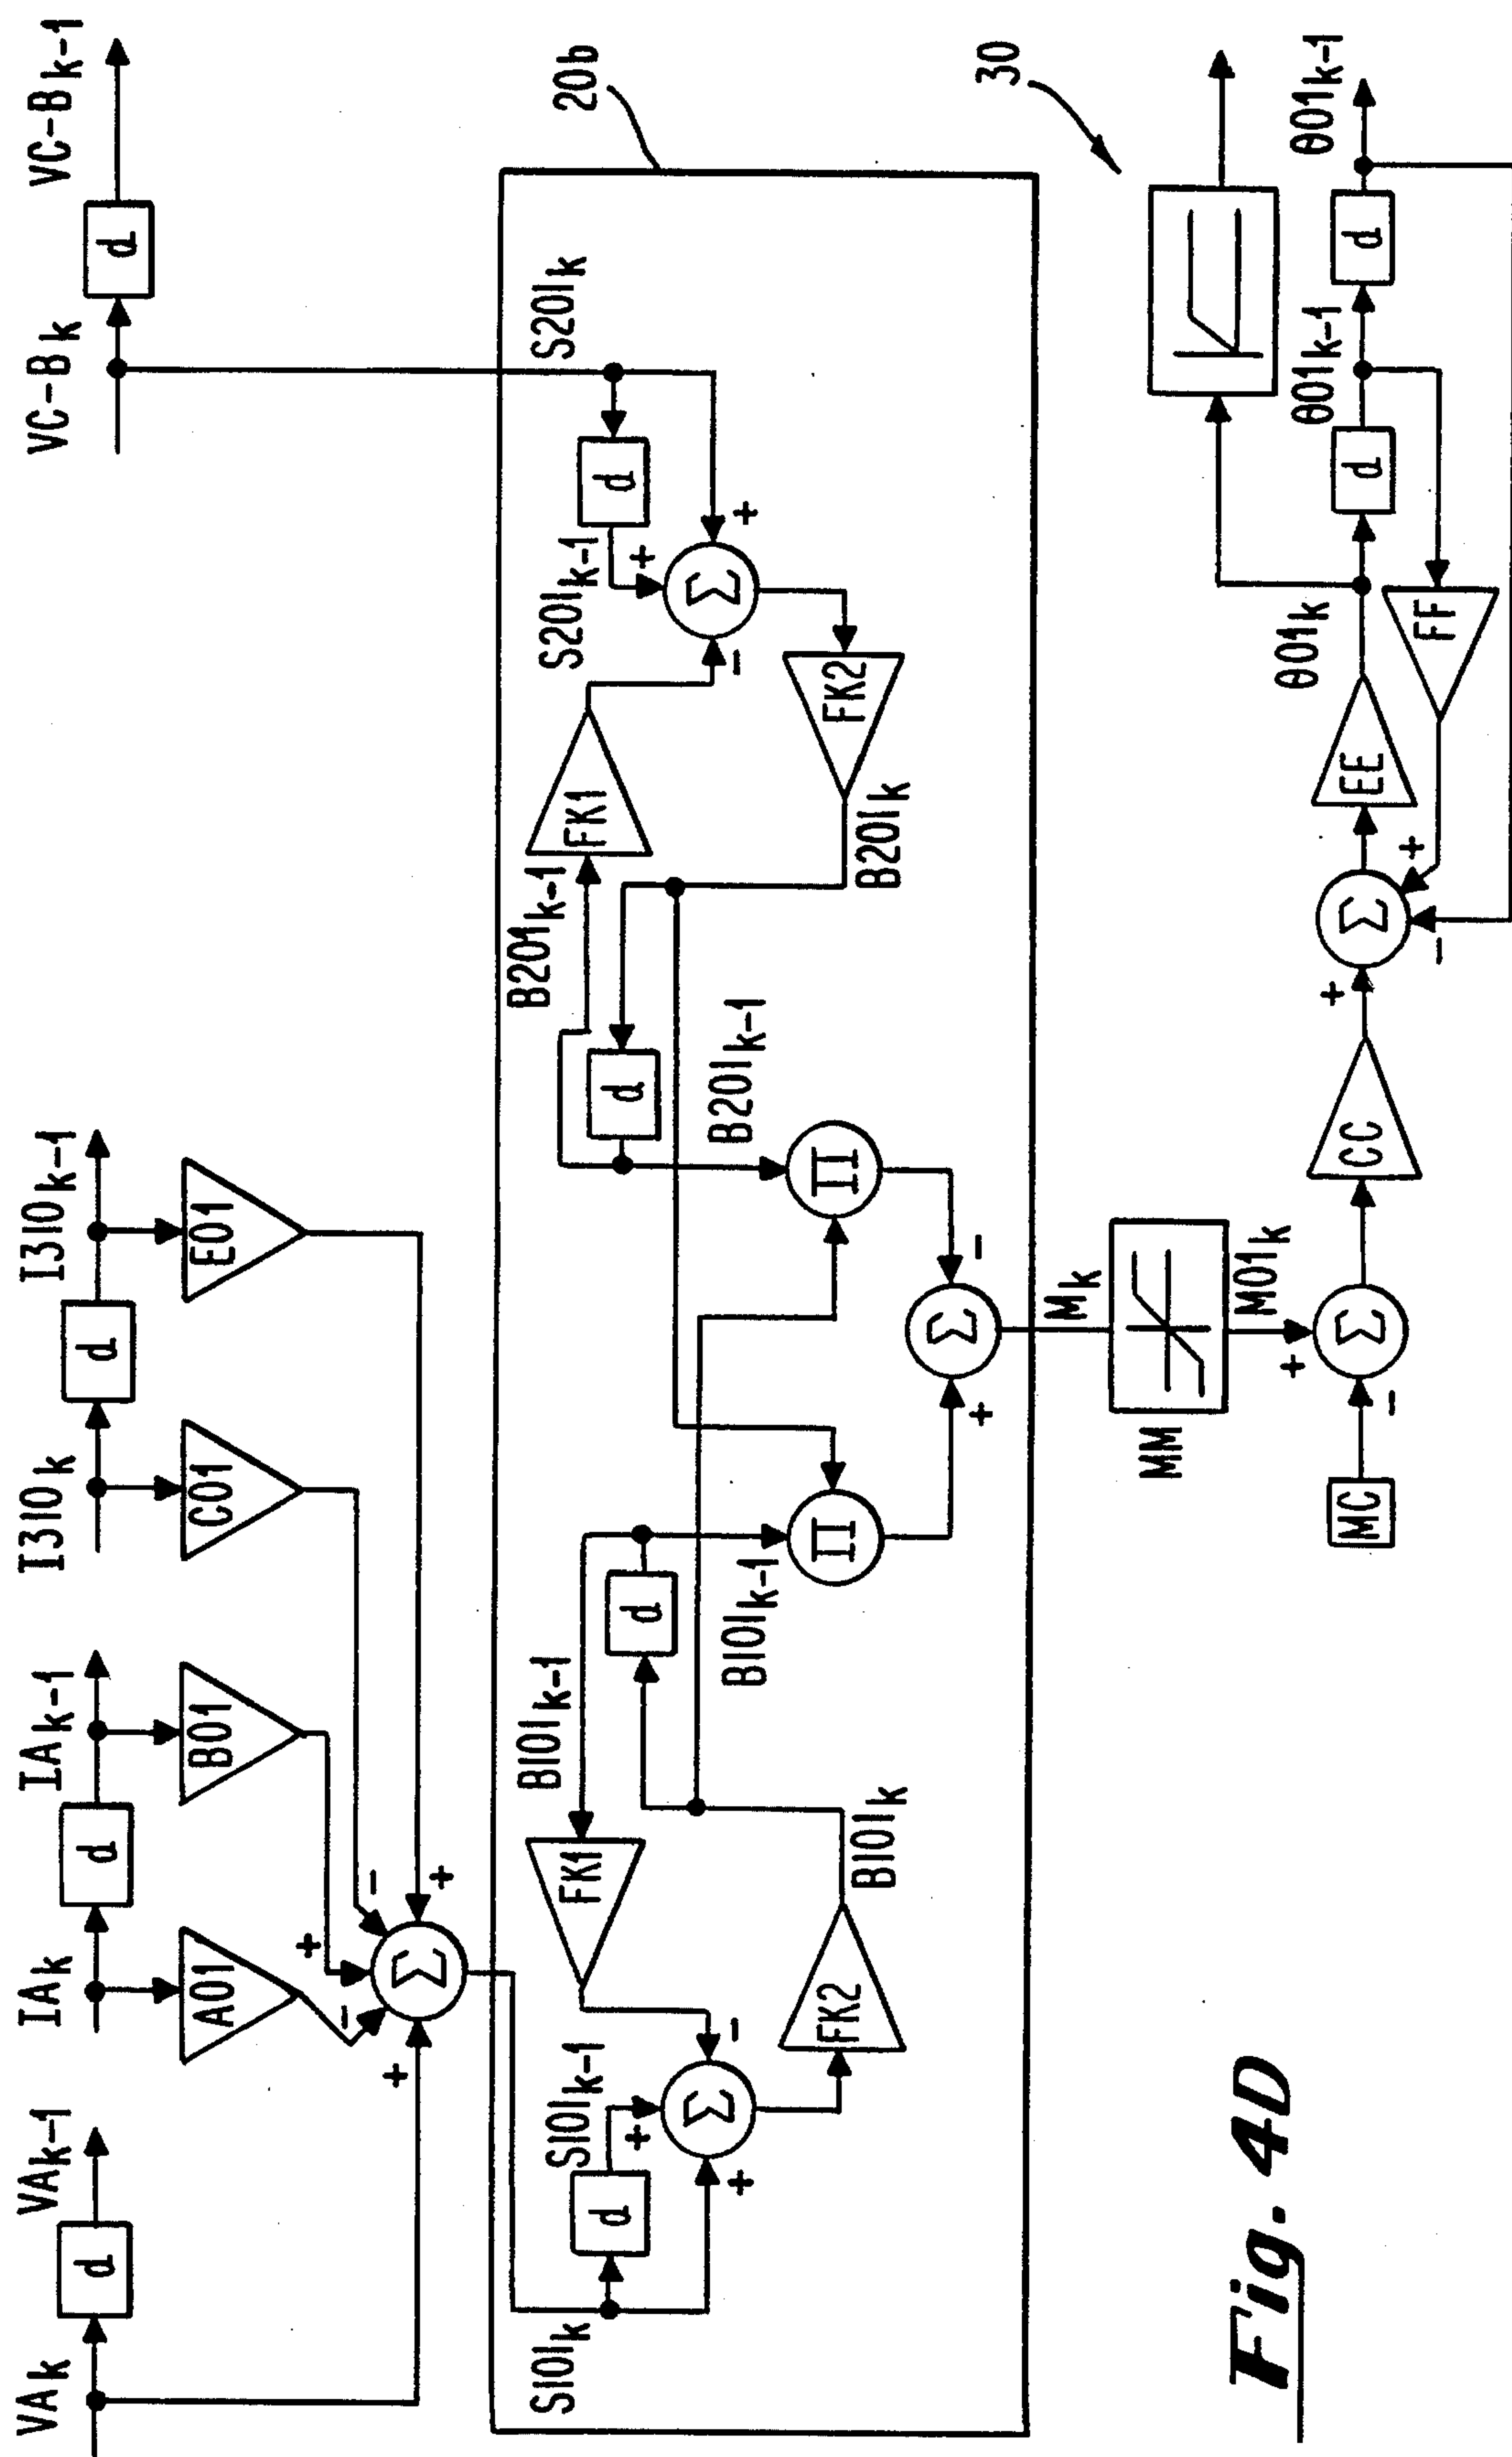 VAk
d
VAk-1
IAk
d
IAk-1
I3I0k
d
I3I0k-1
VC-Bk
d
VC-Bk-1
A01
B01
C01
E01
+
-
+
-
+
Σ
20b
S101k
d
S101k-1
+
+
-
Σ
FK1
FK2
B101k-1
B101k
d
B101k-1
Π
B201k-1
d
B201k-1
Π
FK1
FK2
B201k
S201k-1
d
S201k
+
+
-
Σ
+
-
Σ
Mk
MM
M01k
MC
-
+
Σ
CC
+
-
+
Σ
EE
FF
θ01k
d
θ01k-1
d
θ01k-1
30
Fig. 4D